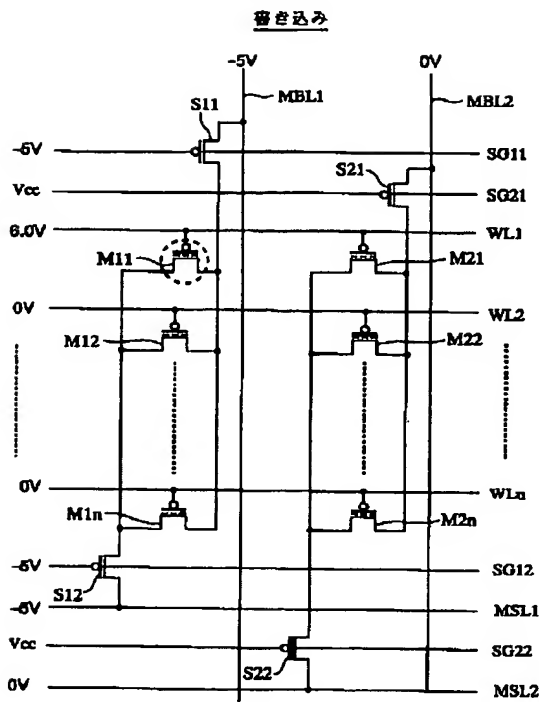 書き込み
-5V
0V
MBL1
MBL2
S11
-5V
SG11
S21
Vcc
SG21
6.0V
WL1
M11
M21
0V
WL2
M12
M22
0V
WLn
M1n
M2n
-5V
SG12
S12
-5V
MSL1
Vcc
SG22
S22
0V
MSL2